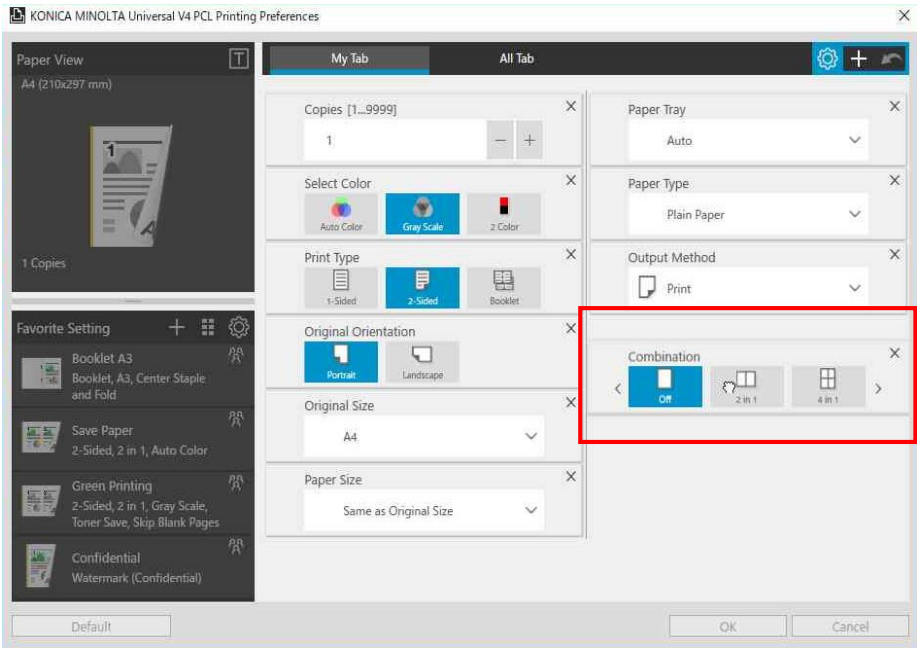 KONICA MINOLTA Universal V4 PCL Printing Preferences
Paper View
A4 (210x297 mm)
1
1 Copies
Favorite Setting
Booklet A3
Booklet, A3, Center Staple
and Fold
Save Paper
2-Sided, 2 in 1, Auto Color
Green Printing
2-Sided, 2 in 1, Gray Scale,
Toner Save, Skip Blank Pages
Confidential
Watermark (Confidential)
My Tab
All Tab
Copies [1...9999]
1
Select Color
Auto Color
Gray Scale
2 Color
Print Type
1-Sided
2-Sided
Booklet
Original Orientation
Portrait
Landscape
Original Size
A4
Paper Size
Same as Original Size
Paper Tray
Auto
Paper Type
Plain Paper
Output Method
Print
Combination
Off
2 in 1
4 in 1
Default
OK
Cancel